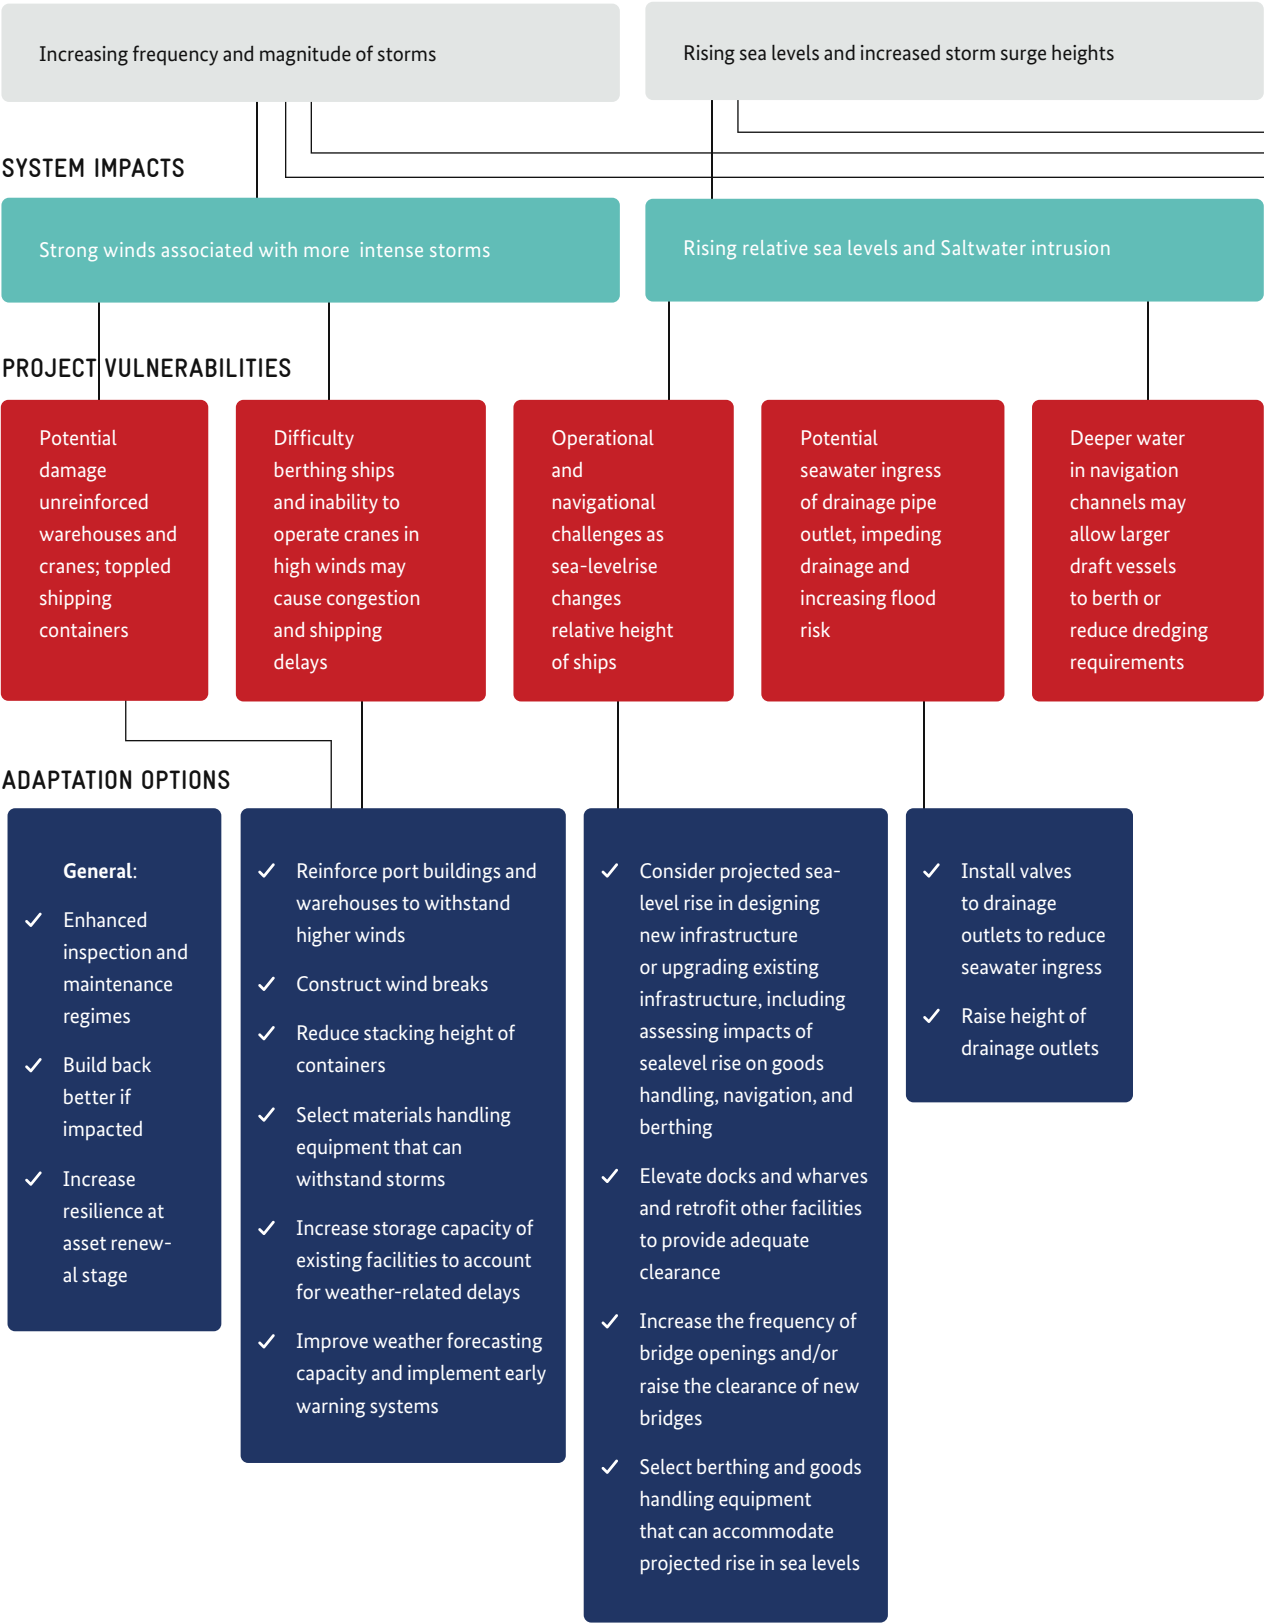 Increasing frequency and magnitude of storms
Rising sea levels and increased storm surge heights
SYSTEM IMPACTS
Strong winds associated with more intense storms
Rising relative sea levels and Saltwater intrusion
PROJECT VULNERABILITIES
Potential
damage
unreinforced
warehouses and
cranes; toppled
shipping
containers
Difficulty
berthing ships
and inability to
operate cranes in
high winds may
cause congestion
and shipping
delays
Operational
and
navigational
challenges as
sea-levelrise
changes
relative height
of ships
Potential
seawater ingress
of drainage pipe
outlet, impeding
drainage and
increasing flood
risk
Deeper water
in navigation
channels may
allow larger
draft vessels
to berth or
reduce dredging
requirements
ADAPTATION OPTIONS
General:
✓ Enhanced
inspection and
maintenance
regimes
✓ Build back
better if
impacted
✓ Increase
resilience at
asset renew-
al stage
✓ Reinforce port buildings and
warehouses to withstand
higher winds
✓ Construct wind breaks
✓ Reduce stacking height of
containers
✓ Select materials handling
equipment that can
withstand storms
✓ Increase storage capacity of
existing facilities to account
for weather-related delays
✓ Improve weather forecasting
capacity and implement early
warning systems
✓ Consider projected sea-
level rise in designing
new infrastructure
or upgrading existing
infrastructure, including
assessing impacts of
sealevel rise on goods
handling, navigation, and
berthing
✓ Elevate docks and wharves
and retrofit other facilities
to provide adequate
clearance
✓ Increase the frequency of
bridge openings and/or
raise the clearance of new
bridges
✓ Select berthing and goods
handling equipment
that can accommodate
projected rise in sea levels
✓ Install valves
to drainage
outlets to reduce
seawater ingress
✓ Raise height of
drainage outlets